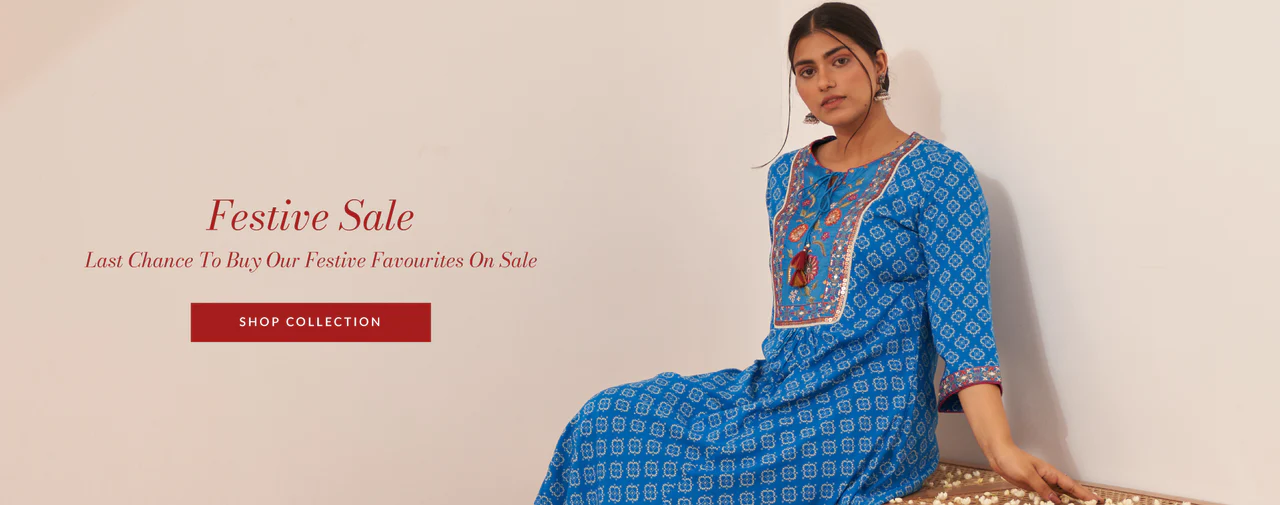 Festive Sale
Last Chance To Buy Our Festive Favourites On Sale
SHOP COLLECTION